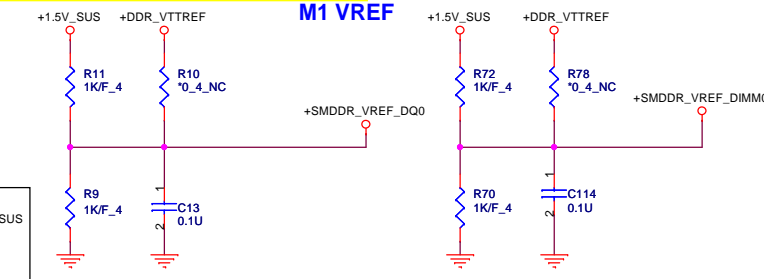 M1 VREF
+1.5V_SUS
+DDR_VTTREF
R11
1K/F_4
R10
*0_4_NC
+SMDDR_VREF_DQ0
R9
1K/F_4
1
C13
0.1U
2
+1.5V_SUS
+DDR_VTTREF
R72
1K/F_4
R78
*0_4_NC
+SMDDR_VREF_DIMM0
R70
1K/F_4
1
C114
0.1U
2
SUS